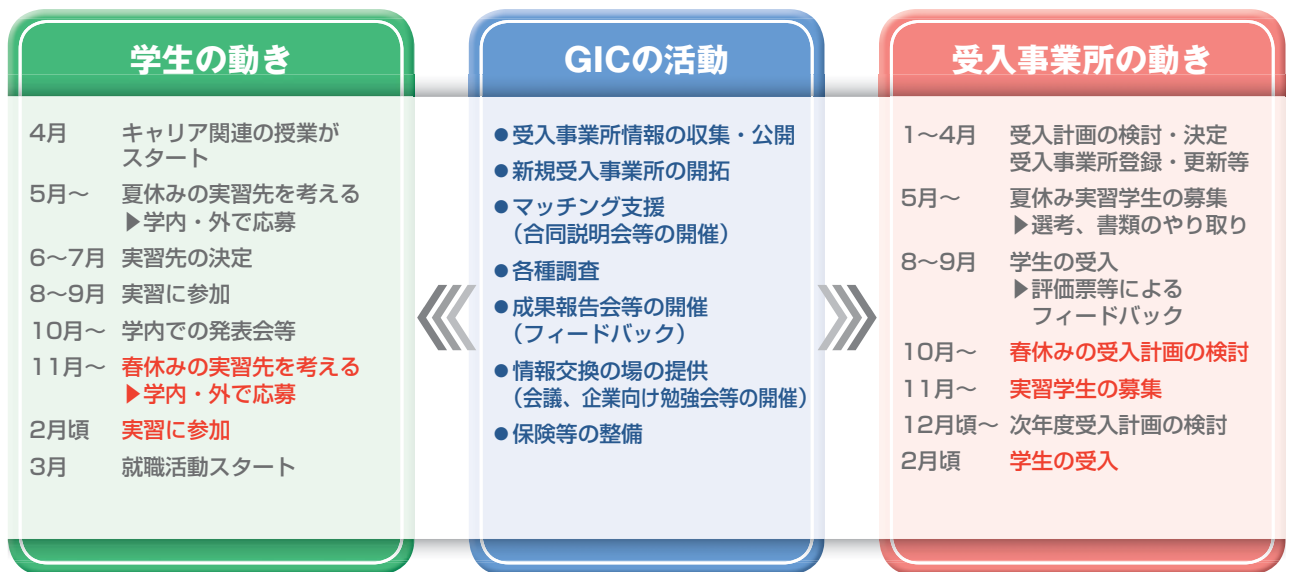 学生の動き
4月 キャリア関連の授業が
スタート
5月～ 夏休みの実習先を考える
▶学内・外で応募
6～7月 実習先の決定
8～9月 実習に参加
10月～ 学内での発表会等
11月～ 春休みの実習先を考える
▶学内・外で応募
2月頃 実習に参加
3月 就職活動スタート
GICの活動
●受入事業所情報の収集・公開
●新規受入事業所の開拓
●マッチング支援
（合同説明会等の開催）
●各種調査
●成果報告会等の開催
（フィードバック）
●情報交換の場の提供
（会議、企業向け勉強会等の開催）
●保険等の整備
受入事業所の動き
1～4月 受入計画の検討・決定
受入事業所登録・更新等
5月～ 夏休み実習学生の募集
▶選考、書類のやり取り
8～9月 学生の受入
▶評価票等による
フィードバック
10月～ 春休みの受入計画の検討
11月～ 実習学生の募集
12月頃～ 次年度受入計画の検討
2月頃 学生の受入